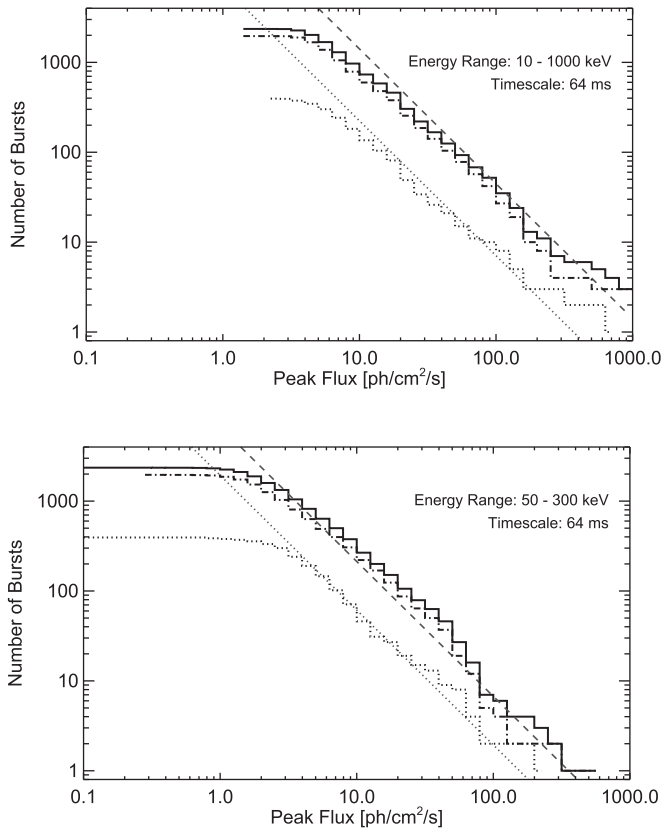 1000
100
10
1
Number of Bursts
Energy Range: 10 - 1000 keV
Timescale: 64 ms
0.1 1.0 10.0 100.0 1000.0
Peak Flux [ph/cm²/s]
1000
100
10
1
Number of Bursts
Energy Range: 50 - 300 keV
Timescale: 64 ms
0.1 1.0 10.0 100.0 1000.0
Peak Flux [ph/cm²/s]